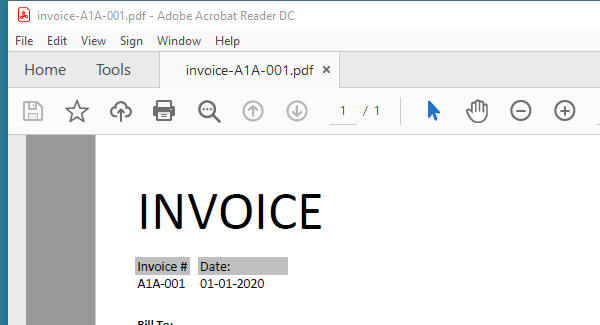 invoice-A1A-001.pdf - Adobe Acrobat Reader DC
File Edit View Sign Window Help
Home Tools invoice-A1A-001.pdf ×
1 / 1
INVOICE
Invoice # Date:
A1A-001 01-01-2020
Bill To: